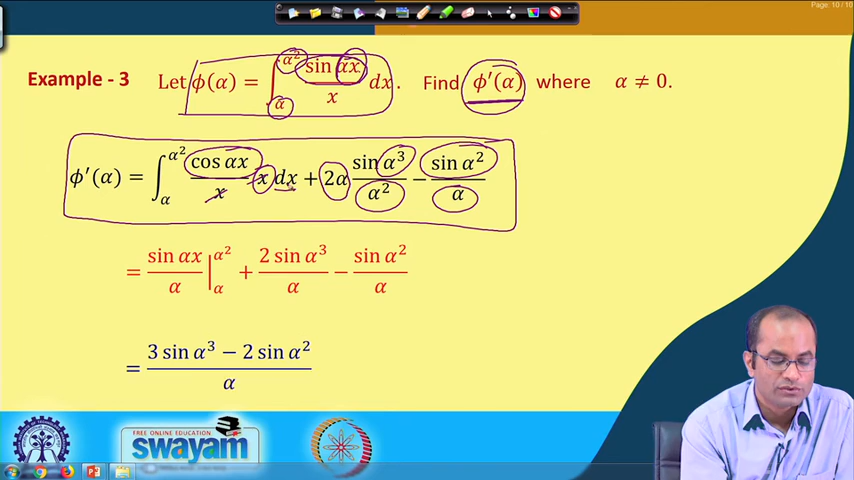 Page: 10 / 10
Example - 3 Let ϕ(α) = ∫_α^{α²} (sin αx)/x dx. Find ϕ′(α) where α ≠ 0.
ϕ′(α) = ∫_α^{α²} (cos αx)/x · x dx + 2α (sin α³)/(α²) − (sin α²)/α
= (sin αx)/α |_α^{α²} + (2 sin α³)/α − (sin α²)/α
= (3 sin α³ − 2 sin α²)/α
FREE ONLINE EDUCATION
swayam